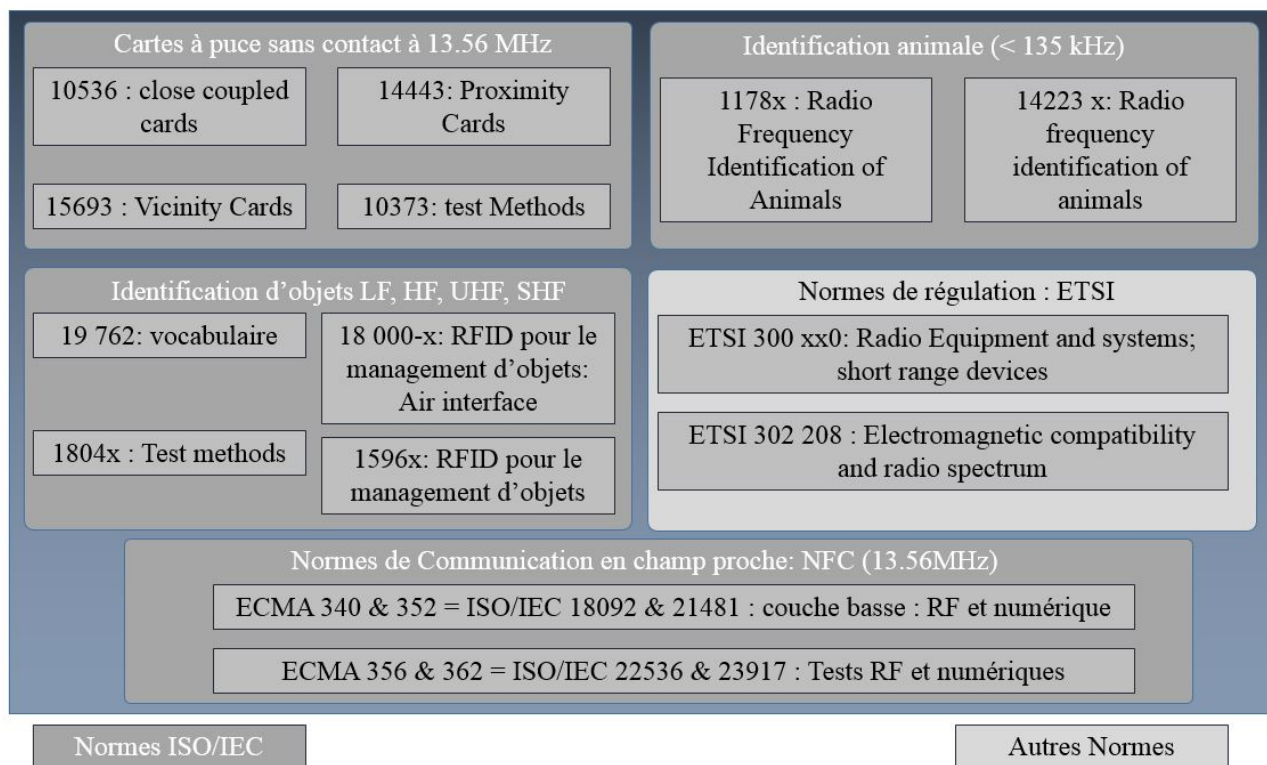 Cartes à puce sans contact à 13.56 MHz
10536 : close coupled
cards
14443: Proximity
Cards
15693 : Vicinity Cards
10373: test Methods
Identification animale (< 135 kHz)
1178x : Radio
Frequency
Identification of
Animals
14223 x: Radio
frequency
identification of
animals
Identification d’objets LF, HF, UHF, SHF
19 762: vocabulaire
18 000-x: RFID pour le
management d’objets:
Air interface
1804x : Test methods
1596x: RFID pour le
management d’objets
Normes de régulation : ETSI
ETSI 300 xx0: Radio Equipment and systems;
short range devices
ETSI 302 208 : Electromagnetic compatibility
and radio spectrum
Normes de Communication en champ proche: NFC (13.56MHz)
ECMA 340 & 352 = ISO/IEC 18092 & 21481 : couche basse : RF et numérique
ECMA 356 & 362 = ISO/IEC 22536 & 23917 : Tests RF et numériques
Normes ISO/IEC
Autres Normes